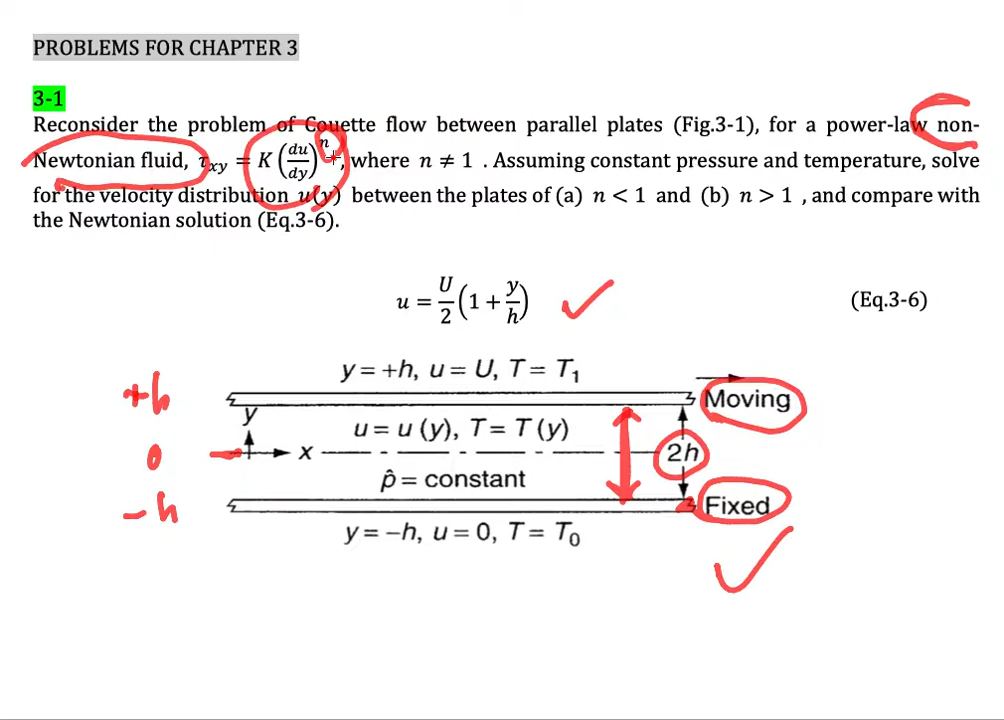 PROBLEMS FOR CHAPTER 3
3-1
Reconsider the problem of Couette flow between parallel plates (Fig.3-1), for a power-law non-
Newtonian fluid, τxy = K (du/dy)^n, where n ≠ 1 . Assuming constant pressure and temperature, solve
for the velocity distribution u(y) between the plates of (a) n < 1 and (b) n > 1 , and compare with
the Newtonian solution (Eq.3-6).
u = U/2 (1 + y/h) (Eq.3-6)
y = +h, u = U, T = T1
+h
Moving
y
u = u (y), T = T (y)
0
x
2h
p̂ = constant
-h
Fixed
y = −h, u = 0, T = T0